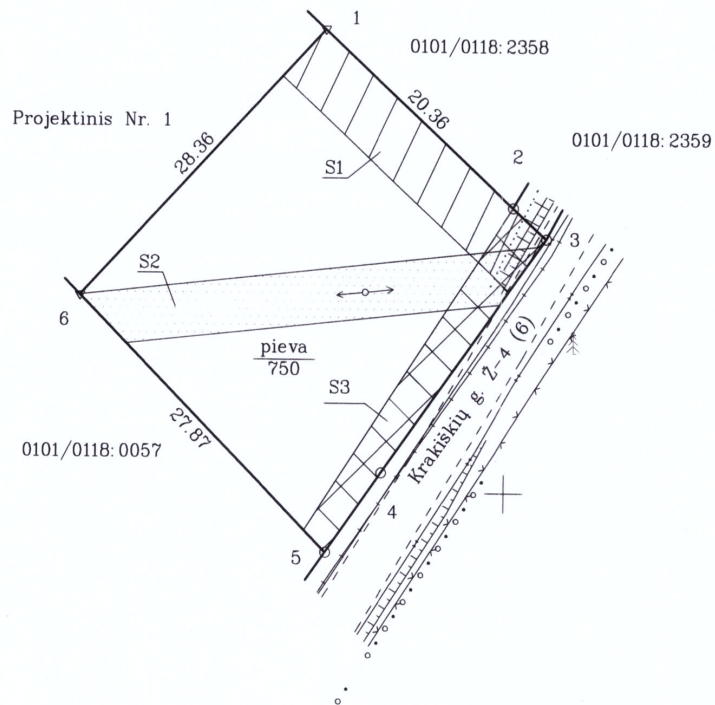 1
0101/0118:2358
Projektinis Nr. 1
20.36
0101/0118:2359
28.36
2
S1
3
S2
6
pieva
750
S3
Krakiškių g. Ž-4 (6)
27.87
0101/0118:0057
4
5